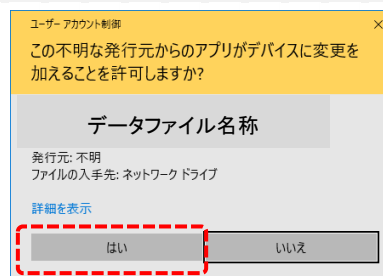 ユーザー アカウント制御
×
この不明な発行元からのアプリがデバイスに変更を
加えることを許可しますか?
データファイル名称
発行元: 不明
ファイルの入手先: ネットワーク ドライブ
詳細を表示
はい
いいえ